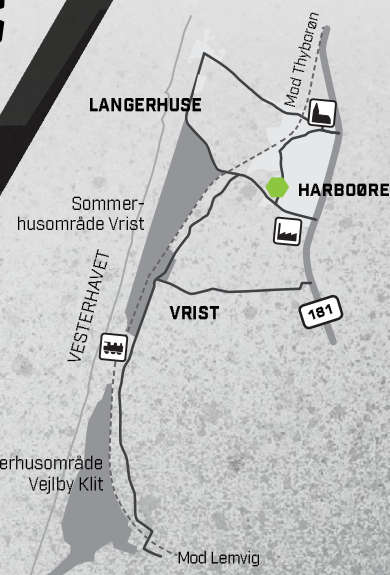 Mod Thyborøn
LANGERHUSE
HARBOØRE
Sommer-
husområde Vrist
VESTERHAVET
VRIST
181
erhusområde
Vejlby Klit
Mod Lemvig